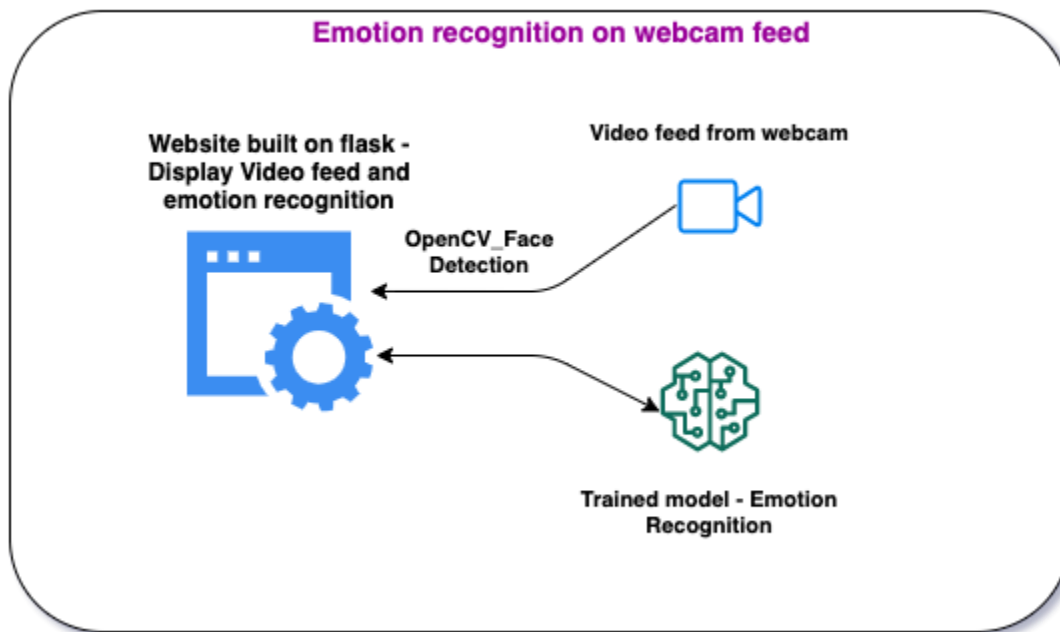 Emotion recognition on webcam feed
Website built on flask -
Display Video feed and
emotion recognition
Video feed from webcam
OpenCV_Face
Detection
Trained model - Emotion
Recognition